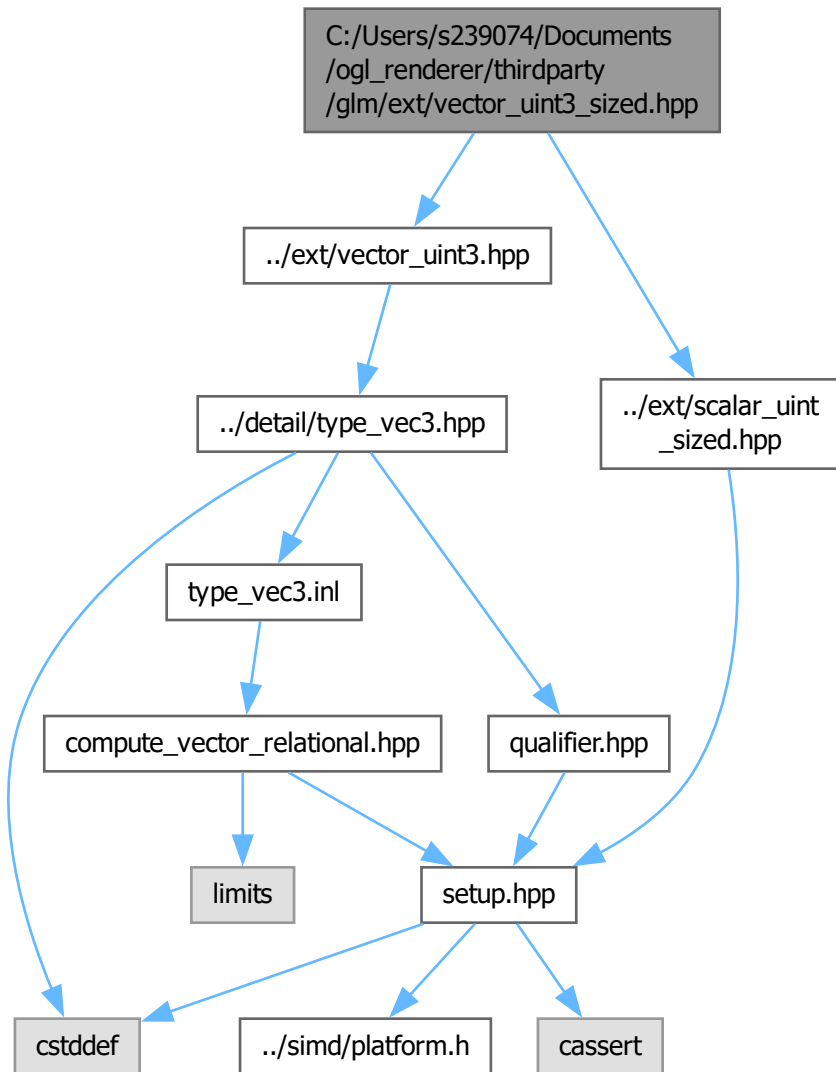 C:/Users/s239074/Documents
/ogl_renderer/thirdparty
/glm/ext/vector_uint3_sized.hpp
../ext/vector_uint3.hpp
../detail/type_vec3.hpp
../ext/scalar_uint
_sized.hpp
type_vec3.inl
compute_vector_relational.hpp
qualifier.hpp
limits
setup.hpp
cstddef
../simd/platform.h
cassert